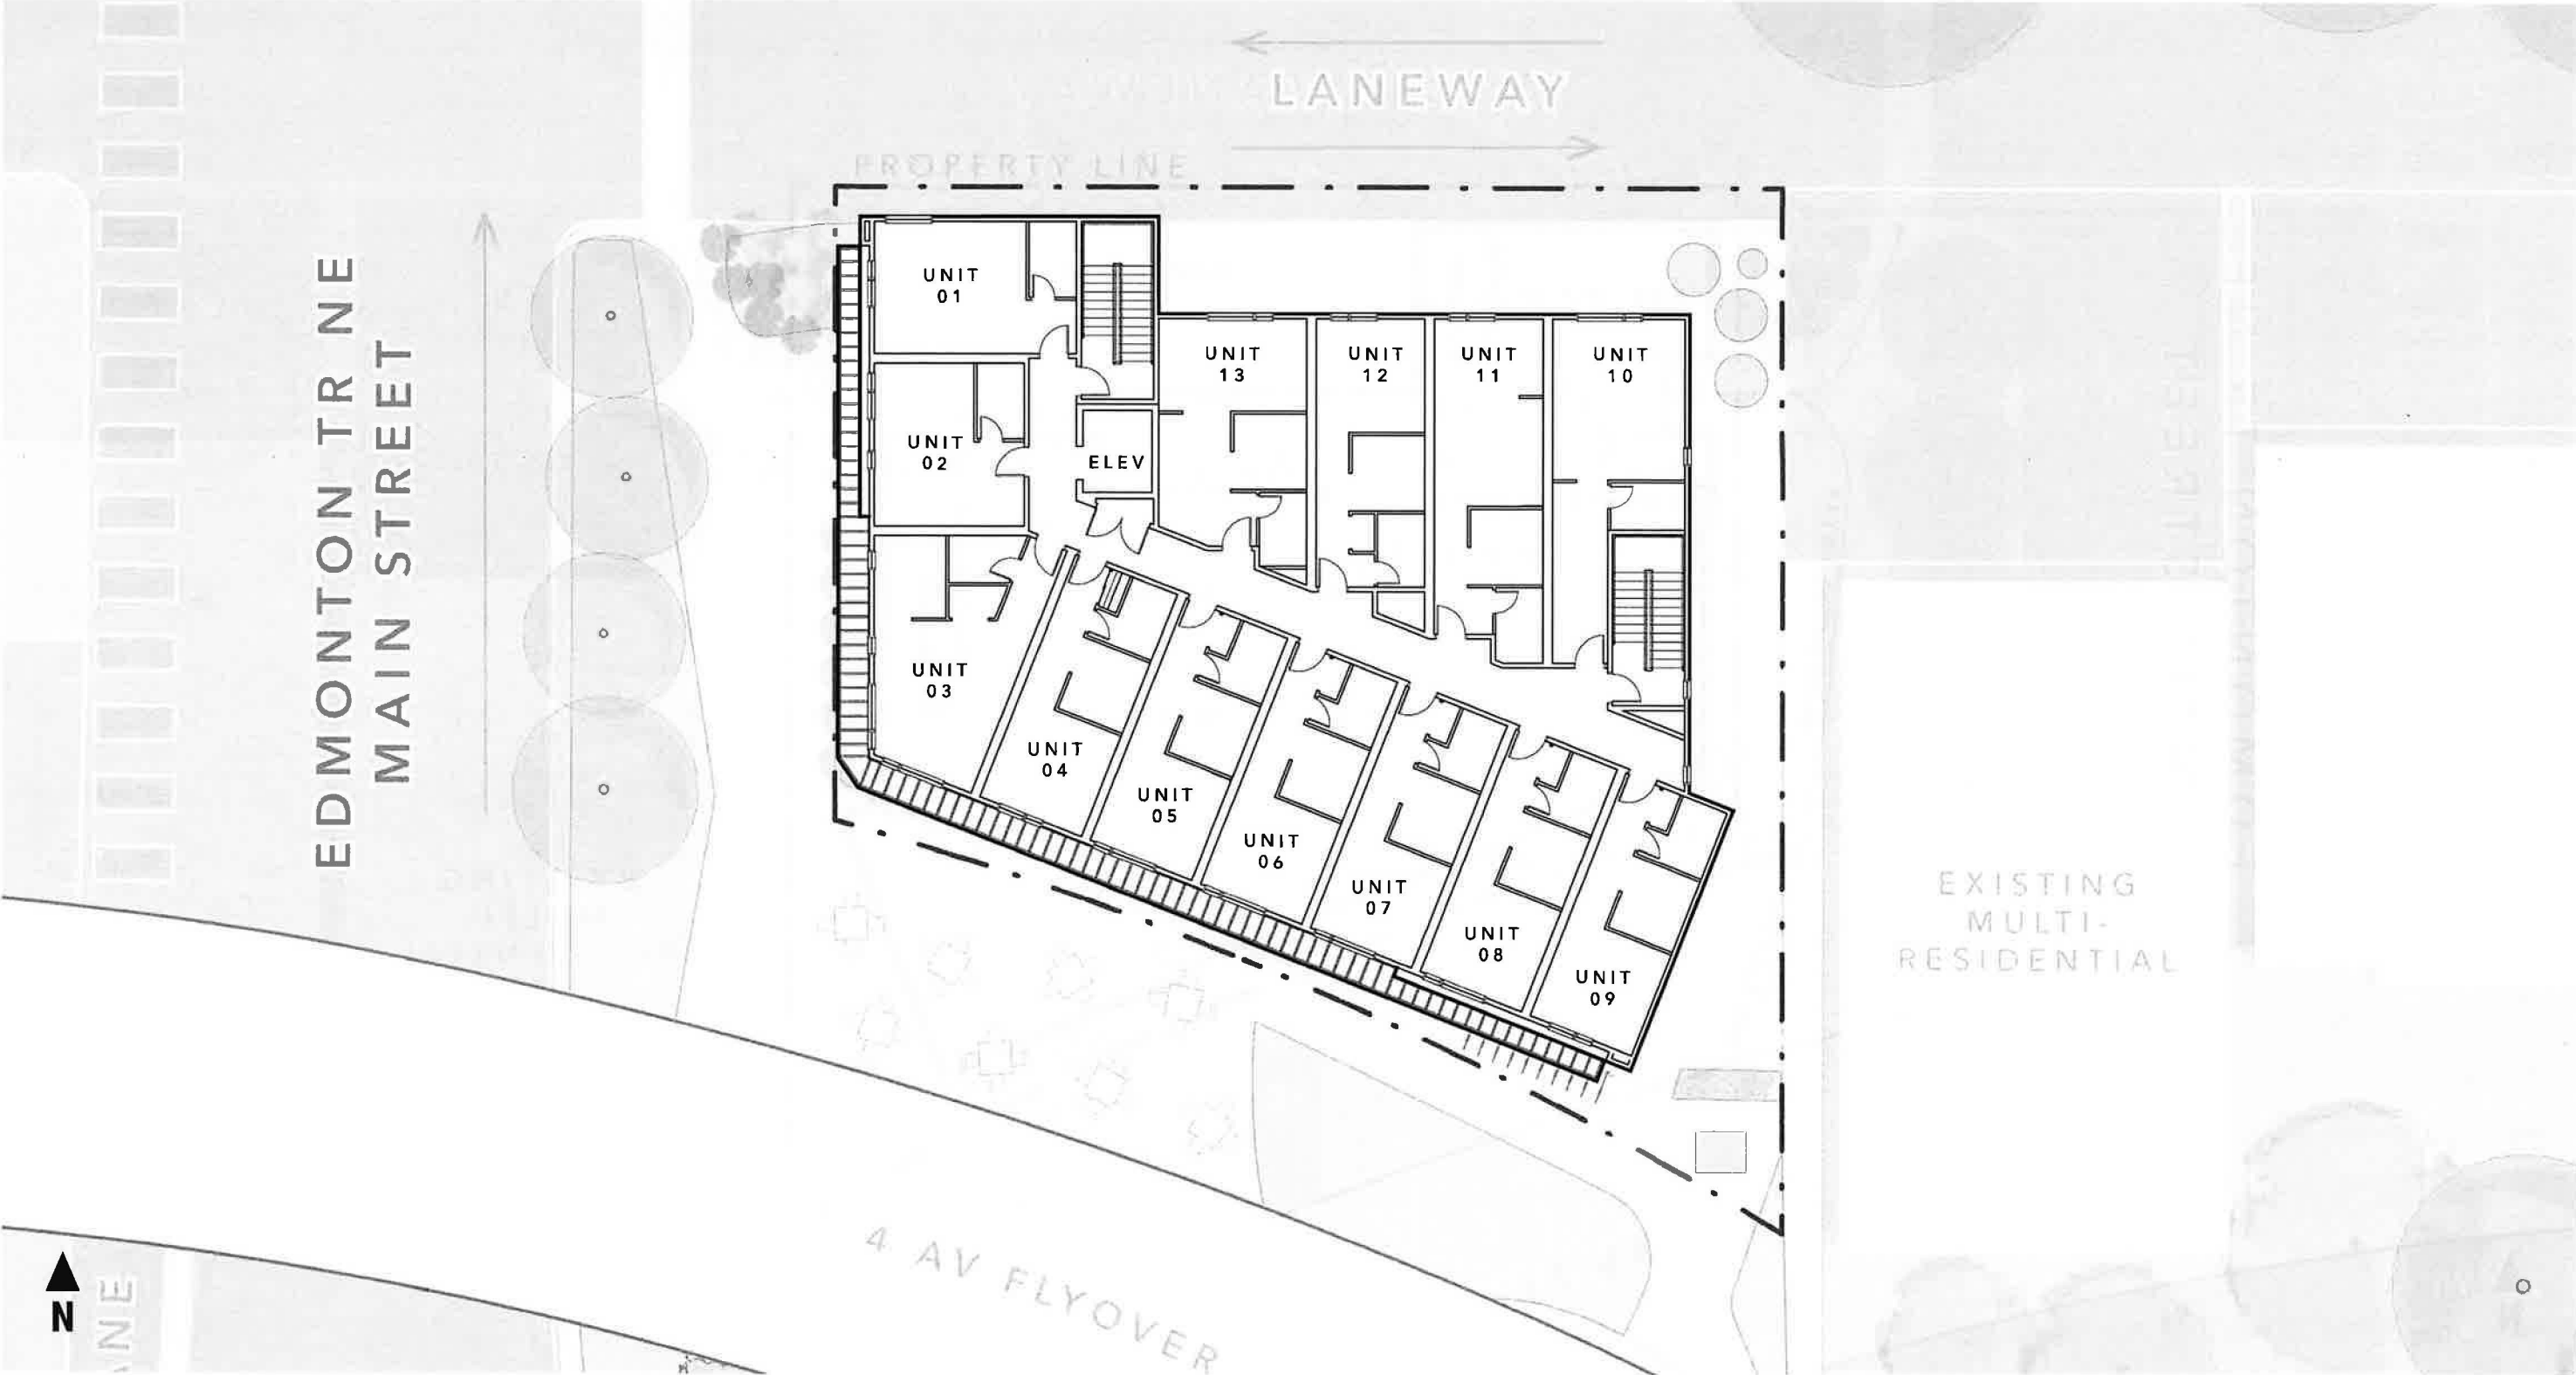 LANEWAY
PROPERTY LINE
EDMONTON TR NE
MAIN STREET
UNIT
01
UNIT
02
ELEV
UNIT
13
UNIT
12
UNIT
11
UNIT
10
UNIT
03
UNIT
04
UNIT
05
UNIT
06
UNIT
07
UNIT
08
UNIT
09
EXISTING
MULTI-
RESIDENTIAL
4 AV FLYOVER
N